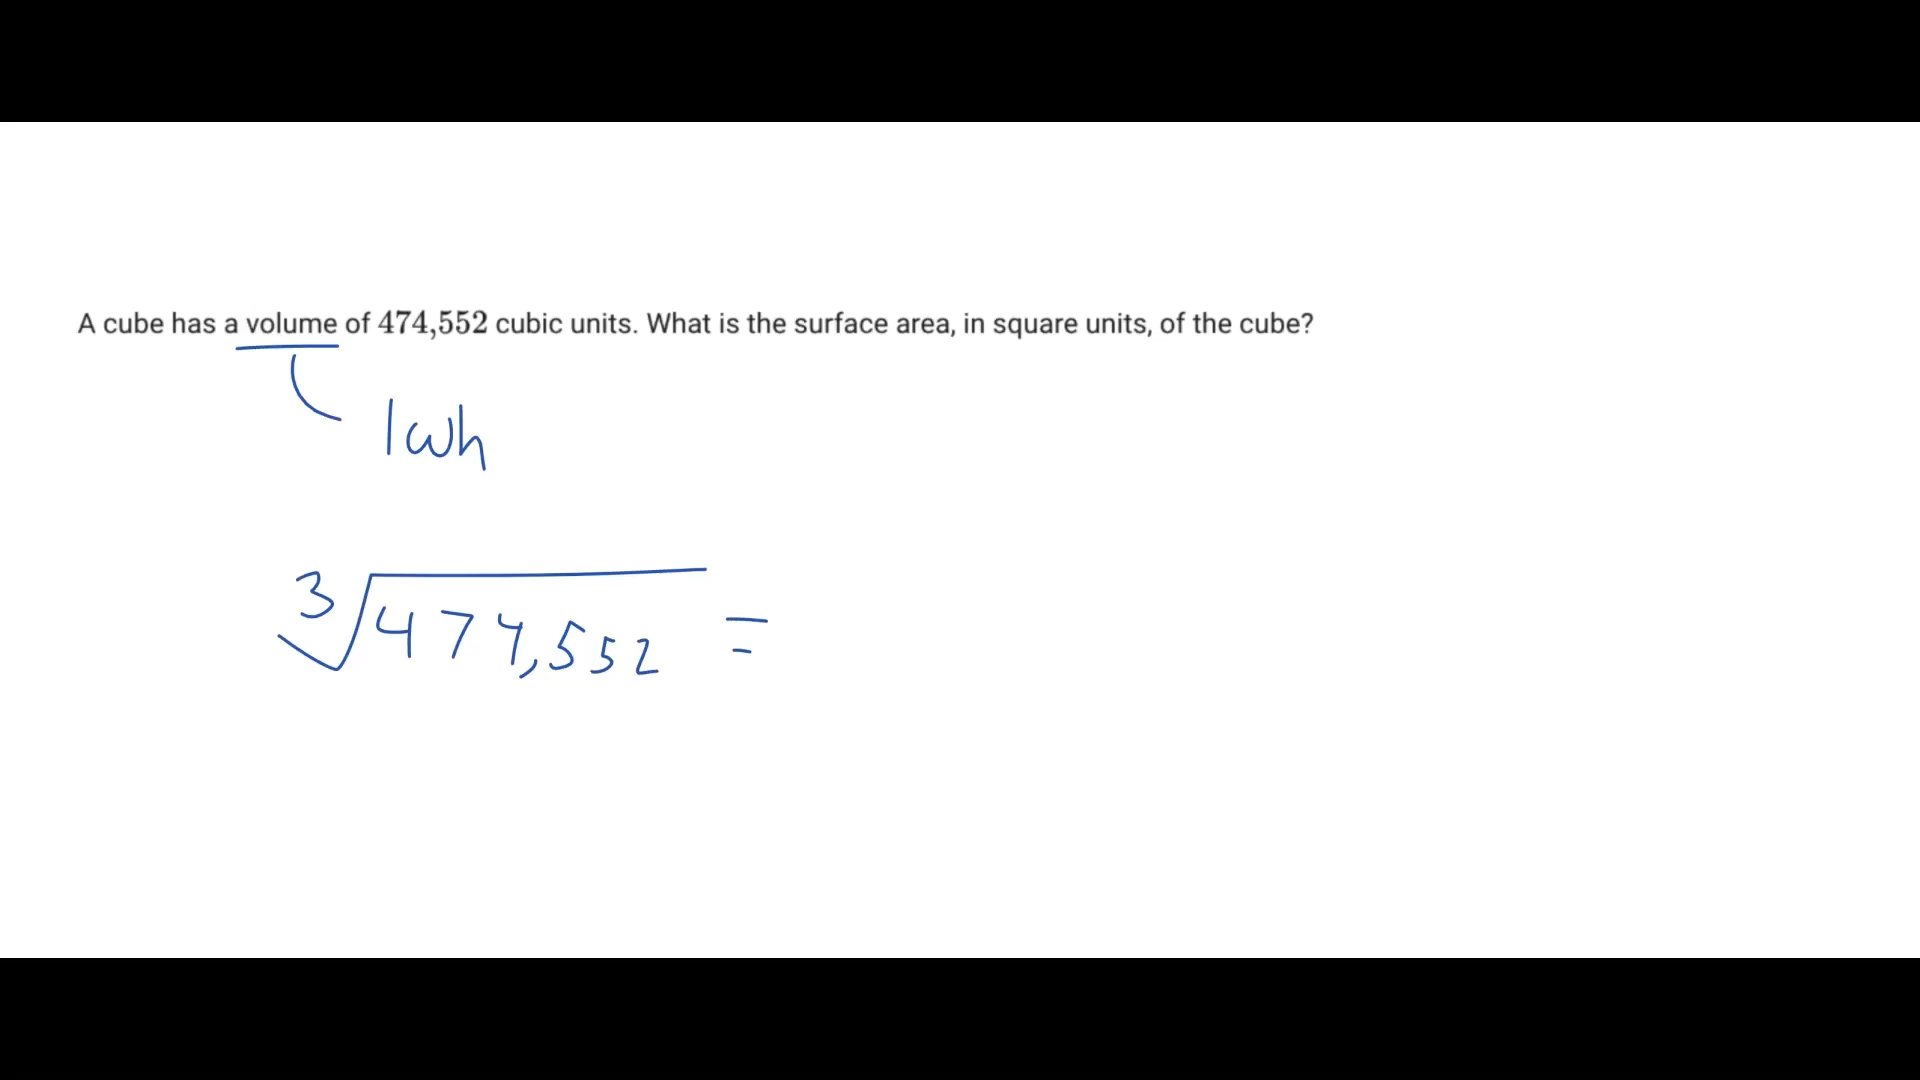 A cube has a volume of 474,552 cubic units. What is the surface area, in square units, of the cube?
lwh
∛474,552 =